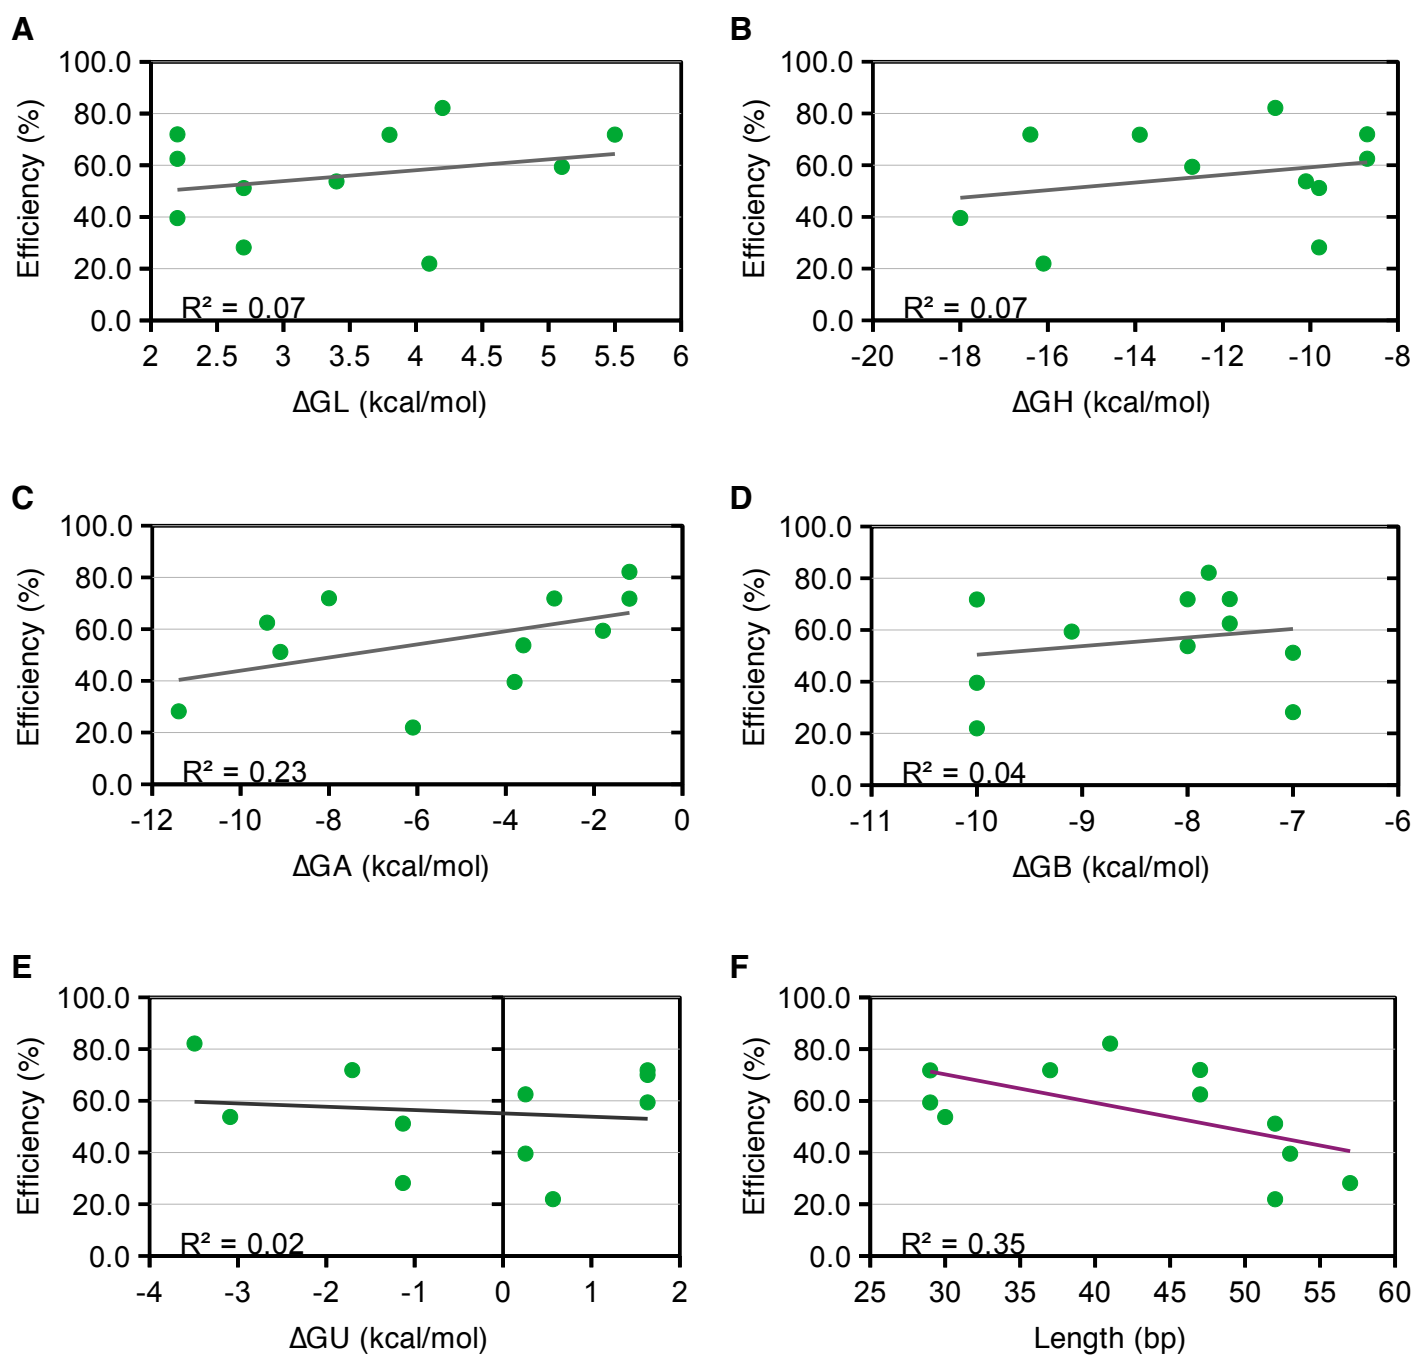 A
Efficiency (%)
100.0
80.0
60.0
40.0
20.0
0.0
R² = 0.07
2 2.5 3 3.5 4 4.5 5 5.5 6
ΔGL (kcal/mol)
B
Efficiency (%)
100.0
80.0
60.0
40.0
20.0
0.0
R² = 0.07
-20 -18 -16 -14 -12 -10 -8
ΔGH (kcal/mol)
C
Efficiency (%)
100.0
80.0
60.0
40.0
20.0
0.0
R² = 0.23
-12 -10 -8 -6 -4 -2 0
ΔGA (kcal/mol)
D
Efficiency (%)
100.0
80.0
60.0
40.0
20.0
0.0
R² = 0.04
-11 -10 -9 -8 -7 -6
ΔGB (kcal/mol)
E
Efficiency (%)
100.0
80.0
60.0
40.0
20.0
0.0
R² = 0.02
-4 -3 -2 -1 0 1 2
ΔGU (kcal/mol)
F
Efficiency (%)
100.0
80.0
60.0
40.0
20.0
0.0
R² = 0.35
25 30 35 40 45 50 55 60
Length (bp)